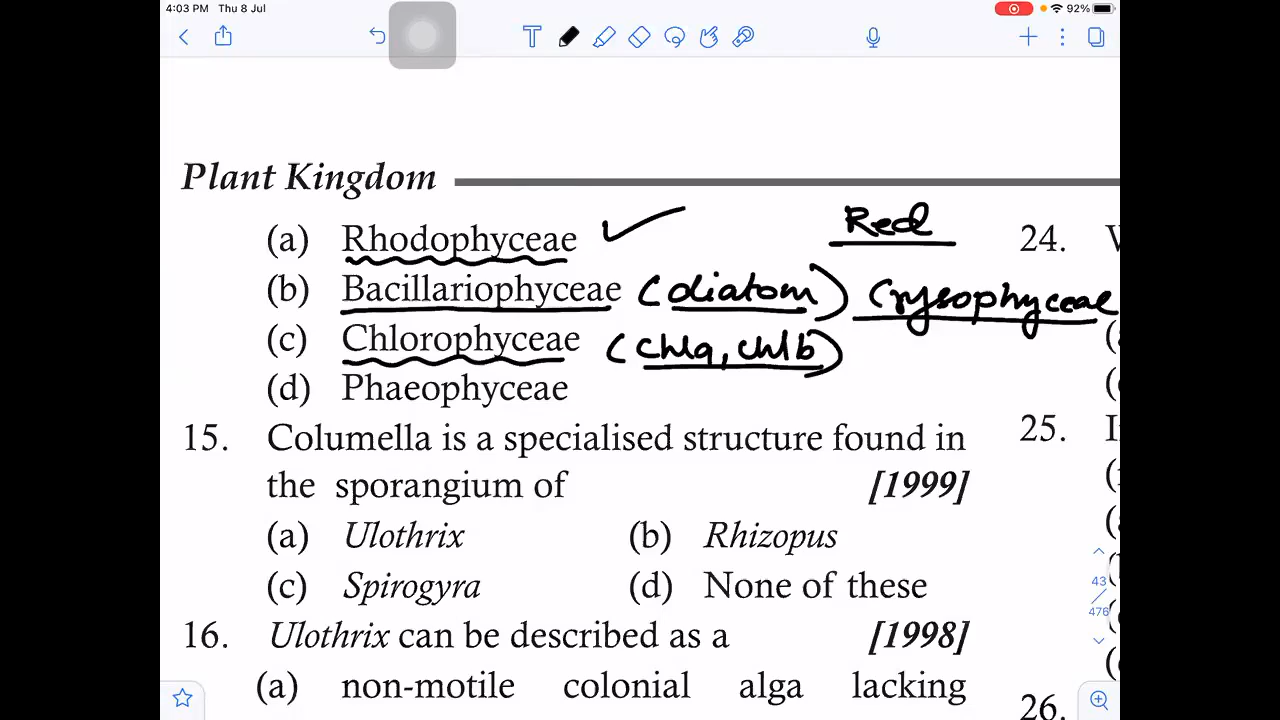 4:03 PM Thu 8 Jul
92%
T
Plant Kingdom
(a) Rhodophyceae Red
(b) Bacillariophyceae (diatom) Crysophyceae
(c) Chlorophyceae (chla, chlb)
(d) Phaeophyceae
15. Columella is a specialised structure found in
the sporangium of [1999]
(a) Ulothrix (b) Rhizopus
(c) Spirogyra (d) None of these
16. Ulothrix can be described as a [1998]
(a) non-motile colonial alga lacking
24.
25.
26.
43
476